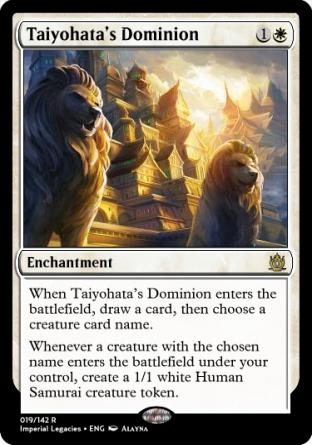 Taiyohata's Dominion 1
Enchantment
When Taiyohata's Dominion enters the
battlefield, draw a card, then choose a
creature card name.
Whenever a creature with the chosen
name enters the battlefield under your
control, create a 1/1 white Human
Samurai creature token.
019/142 R
Imperial Legacies • ENG ALAYNA